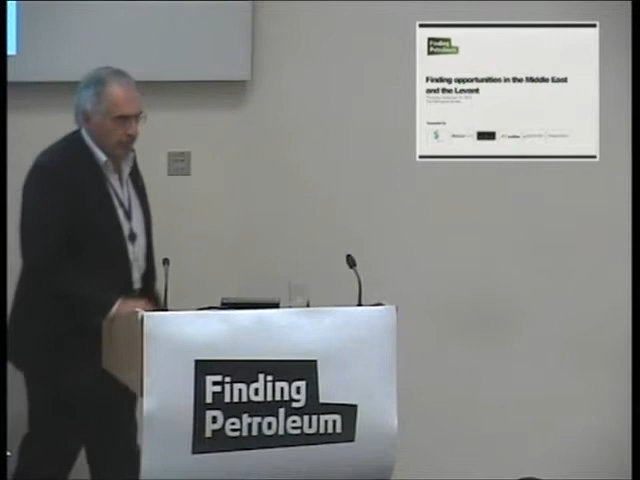 Finding
Petroleum
Finding opportunities in the Middle East
and the Levant
Finding
Petroleum